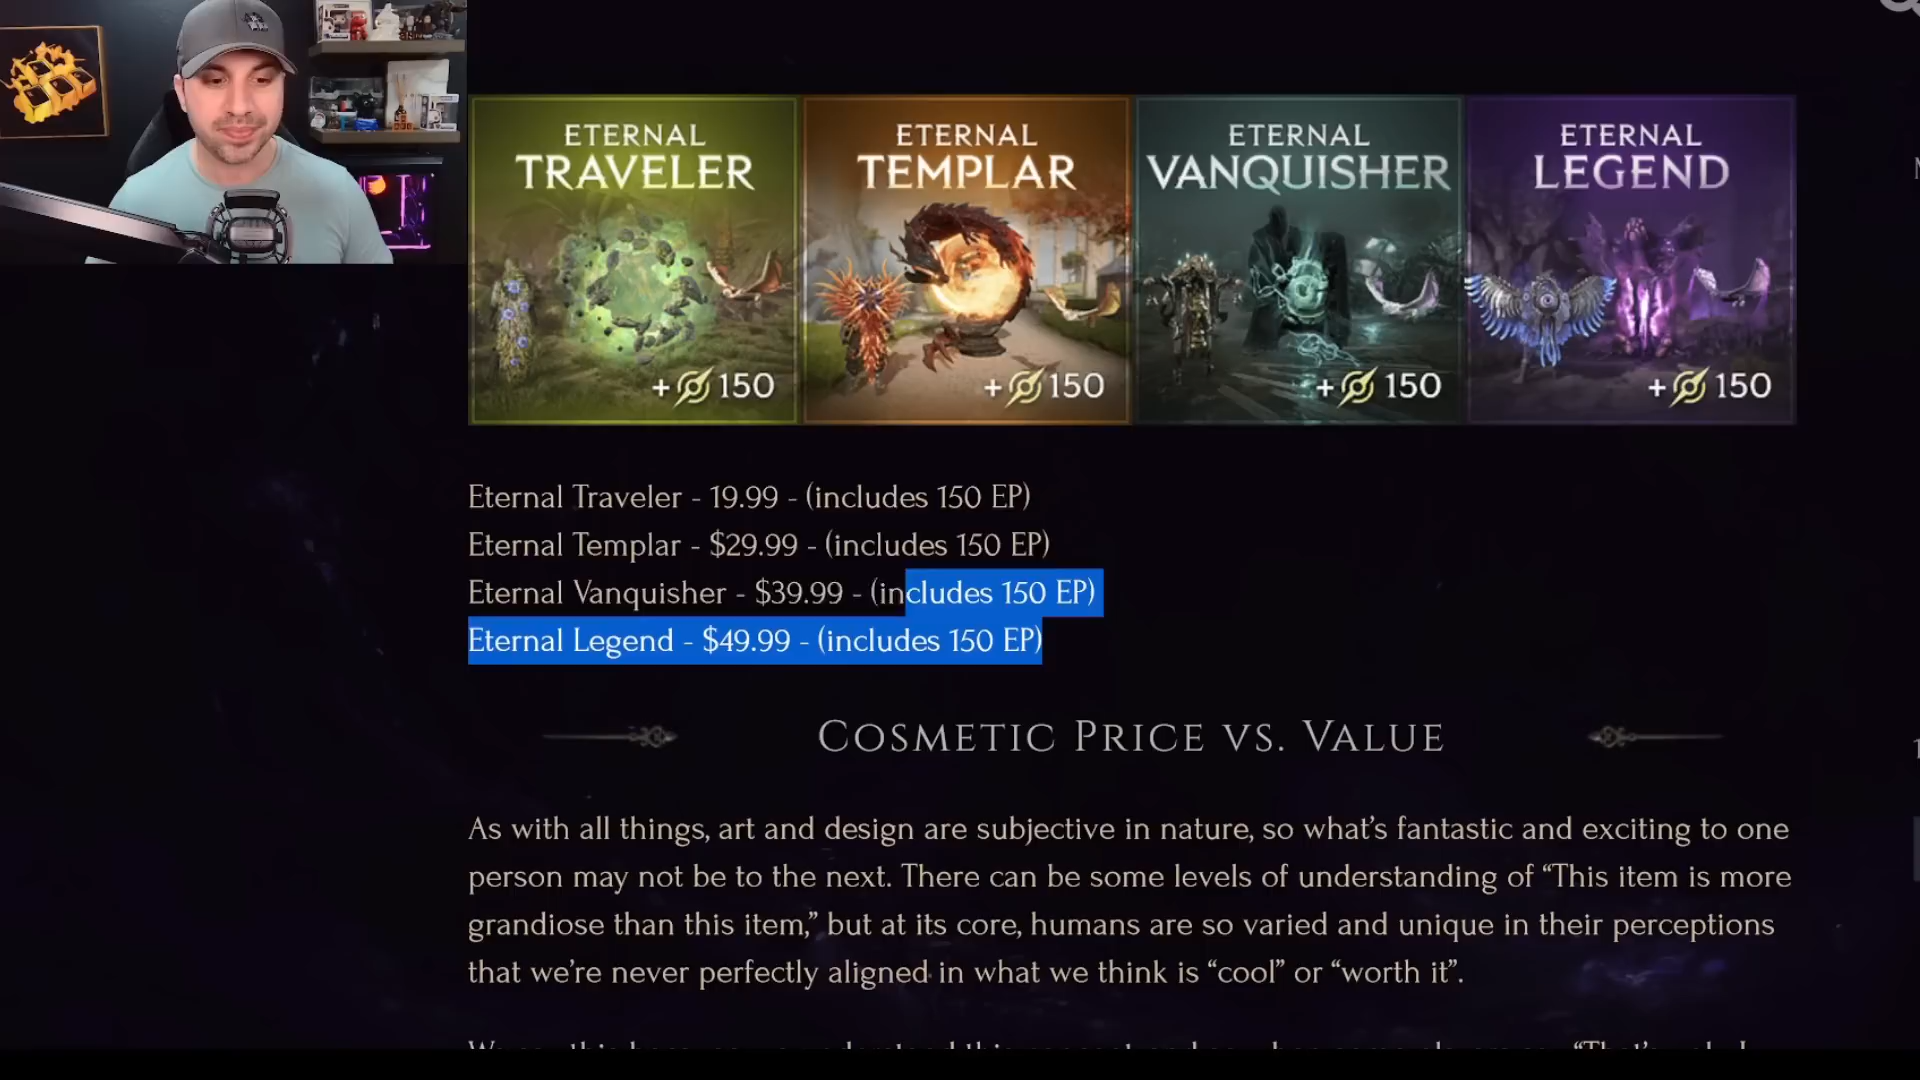 ETERNAL
TRAVELER
+ 150
ETERNAL
TEMPLAR
+ 150
ETERNAL
VANQUISHER
+ 150
ETERNAL
LEGEND
+ 150
Eternal Traveler - 19.99 - (includes 150 EP)
Eternal Templar - $29.99 - (includes 150 EP)
Eternal Vanquisher - $39.99 - (includes 150 EP)
Eternal Legend - $49.99 - (includes 150 EP)
COSMETIC PRICE VS. VALUE
As with all things, art and design are subjective in nature, so what’s fantastic and exciting to one
person may not be to the next. There can be some levels of understanding of “This item is more
grandiose than this item,” but at its core, humans are so varied and unique in their perceptions
that we’re never perfectly aligned in what we think is “cool” or “worth it”.